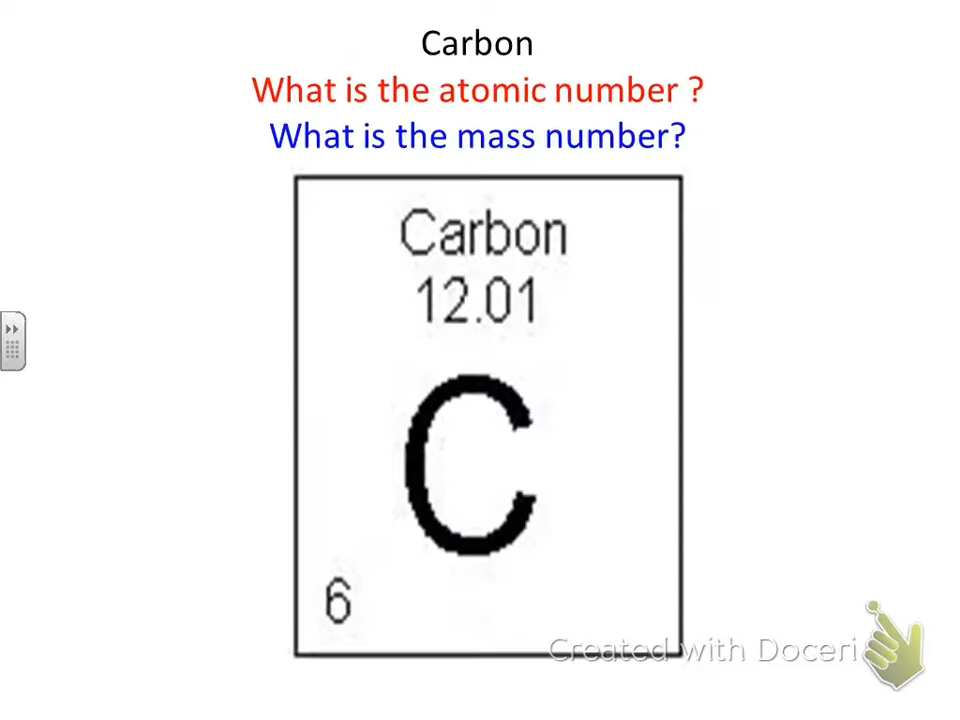 Carbon
What is the atomic number ?
What is the mass number?
Carbon
12.01
C
6
Created with Doceri